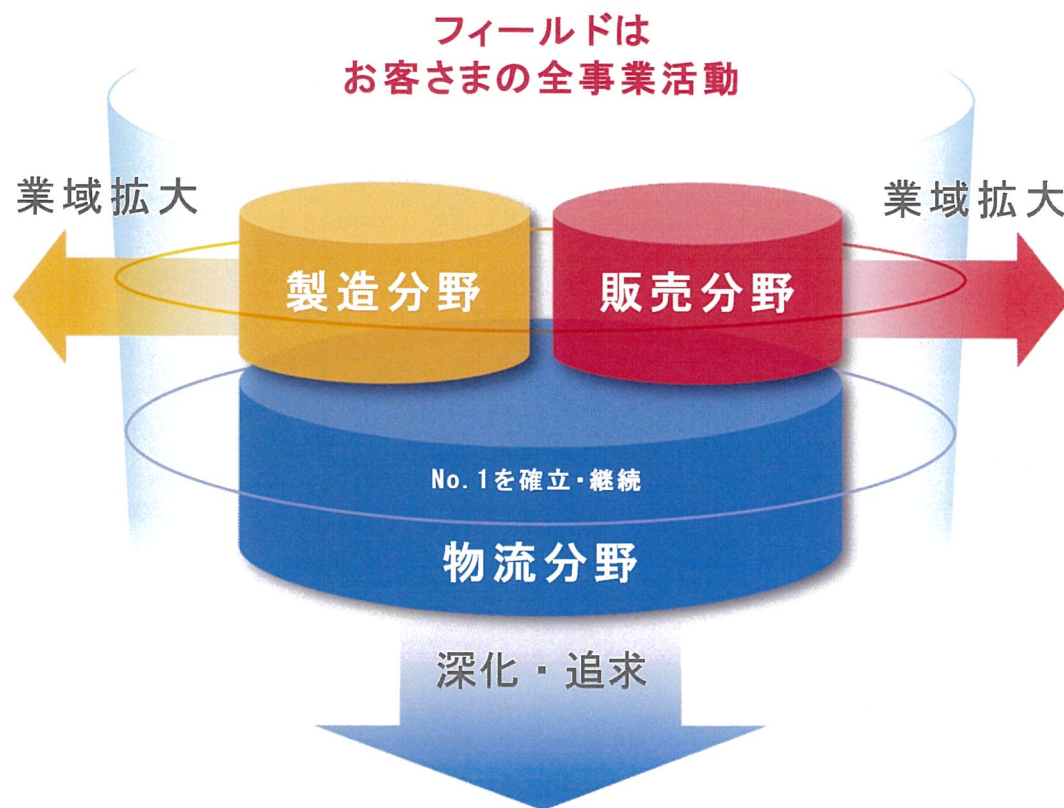 フィールドは
お客さまの全事業活動
業域拡大
業域拡大
製造分野
販売分野
No.1を確立・継続
物流分野
深化・追求